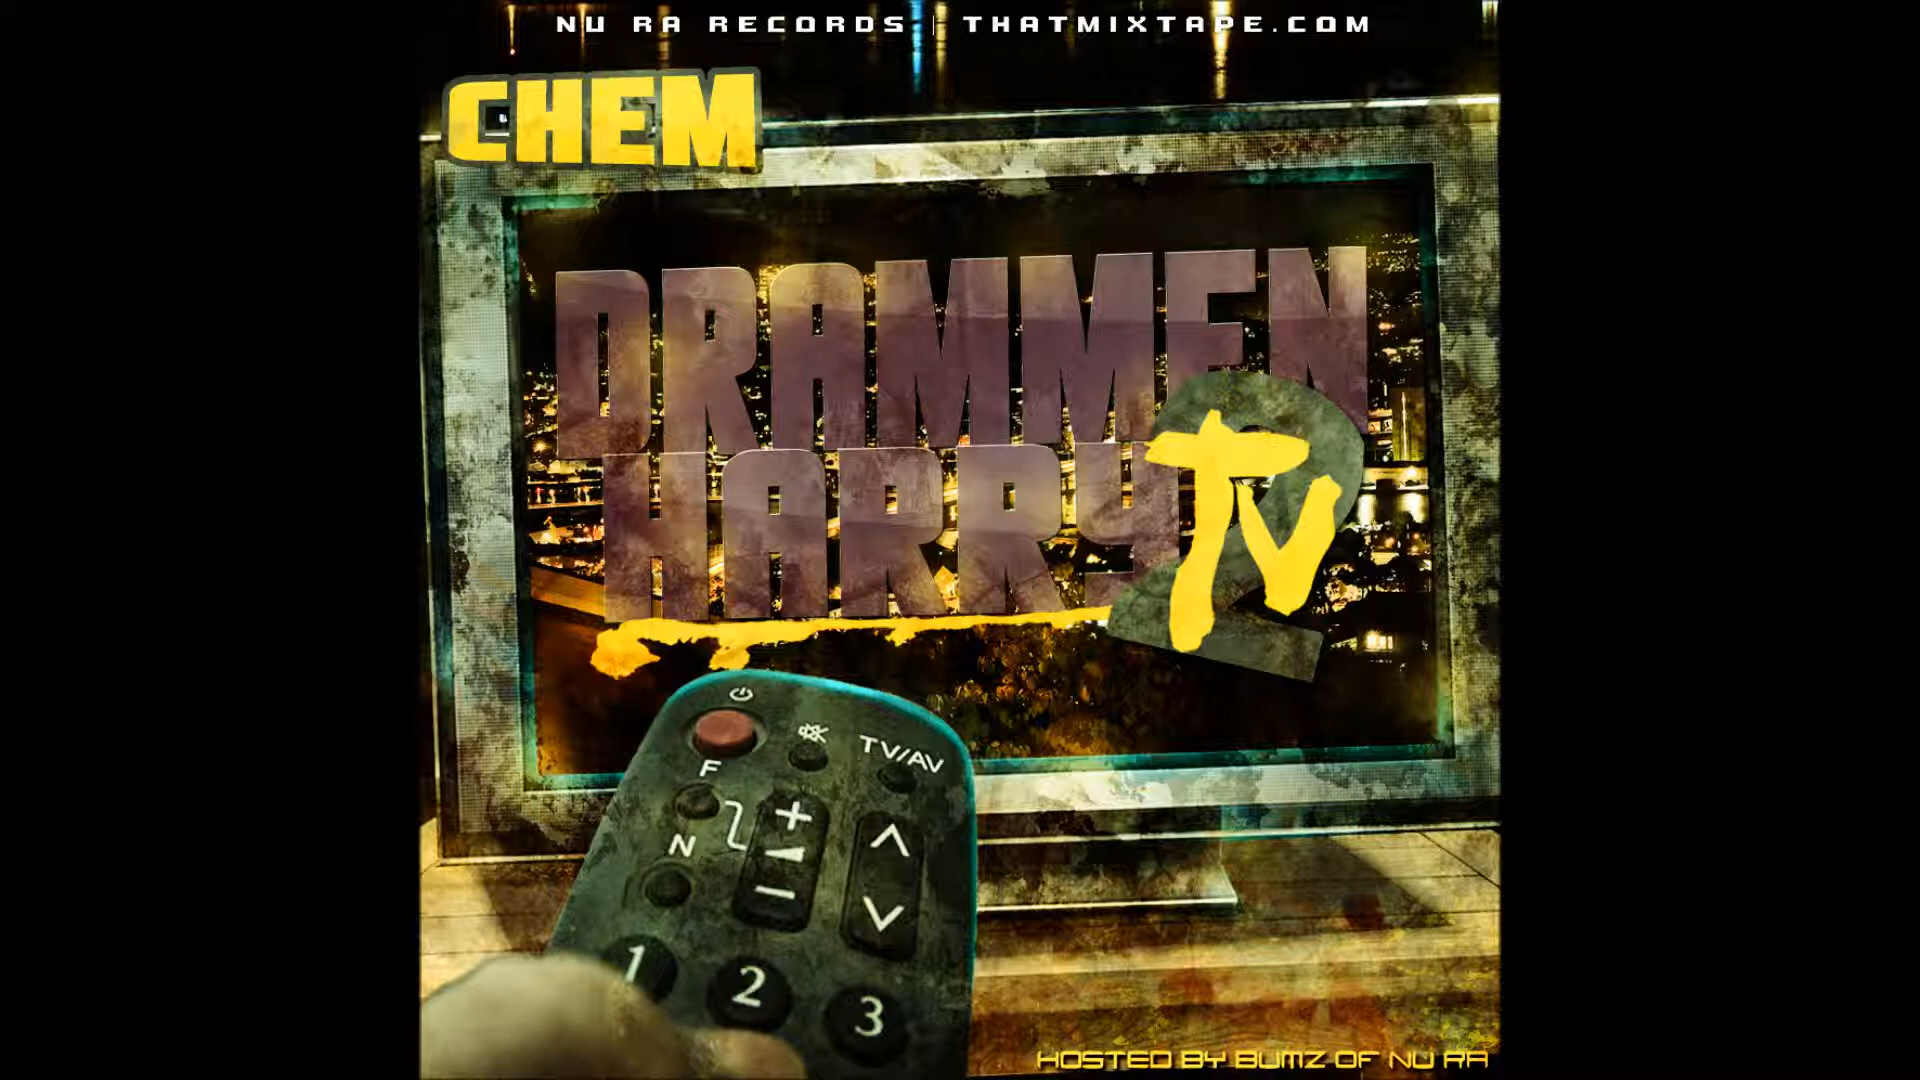 NU RA RECORDS | THATMIXTAPE.COM
CHEM
DRAMMEN
HARRY
2
TV
TV/AV
F
+
N
−
1 2 3
HOSTED BY BUMZ OF NU RA